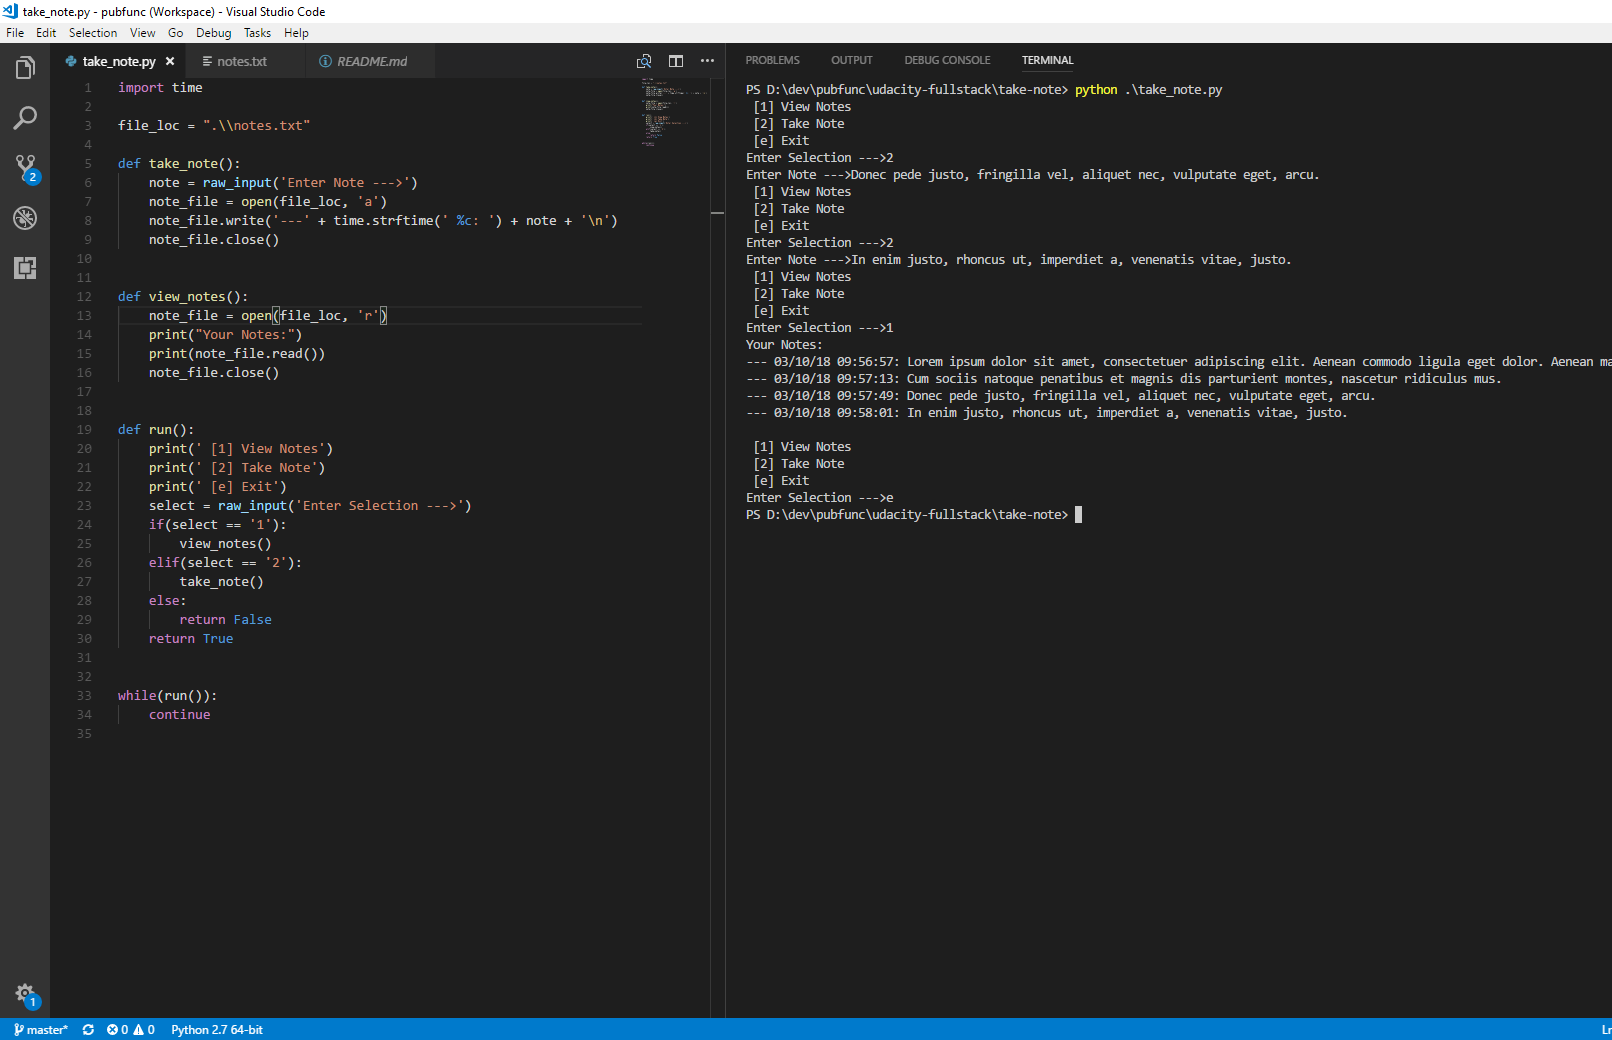 take_note.py - pubfunc (Workspace) - Visual Studio Code
File Edit Selection View Go Debug Tasks Help
take_note.py notes.txt README.md
1 import time
2
3 file_loc = ".\\notes.txt"
4
5 def take_note():
6 note = raw_input('Enter Note --->')
7 note_file = open(file_loc, 'a')
8 note_file.write('---' + time.strftime(' %c: ') + note + '\n')
9 note_file.close()
10
11
12 def view_notes():
13 note_file = open(file_loc, 'r')
14 print("Your Notes:")
15 print(note_file.read())
16 note_file.close()
17
18
19 def run():
20 print(' [1] View Notes')
21 print(' [2] Take Note')
22 print(' [e] Exit')
23 select = raw_input('Enter Selection --->')
24 if(select == '1'):
25 view_notes()
26 elif(select == '2'):
27 take_note()
28 else:
29 return False
30 return True
31
32
33 while(run()):
34 continue
35
2
1
PROBLEMS OUTPUT DEBUG CONSOLE TERMINAL
PS D:\dev\pubfunc\udacity-fullstack\take-note> python .\take_note.py
[1] View Notes
[2] Take Note
[e] Exit
Enter Selection --->2
Enter Note --->Donec pede justo, fringilla vel, aliquet nec, vulputate eget, arcu.
[1] View Notes
[2] Take Note
[e] Exit
Enter Selection --->2
Enter Note --->In enim justo, rhoncus ut, imperdiet a, venenatis vitae, justo.
[1] View Notes
[2] Take Note
[e] Exit
Enter Selection --->1
Your Notes:
--- 03/10/18 09:56:57: Lorem ipsum dolor sit amet, consectetuer adipiscing elit. Aenean commodo ligula eget dolor. Aenean ma
--- 03/10/18 09:57:13: Cum sociis natoque penatibus et magnis dis parturient montes, nascetur ridiculus mus.
--- 03/10/18 09:57:49: Donec pede justo, fringilla vel, aliquet nec, vulputate eget, arcu.
--- 03/10/18 09:58:01: In enim justo, rhoncus ut, imperdiet a, venenatis vitae, justo.
[1] View Notes
[2] Take Note
[e] Exit
Enter Selection --->e
PS D:\dev\pubfunc\udacity-fullstack\take-note>
master* 0 0 Python 2.7 64-bit Ln